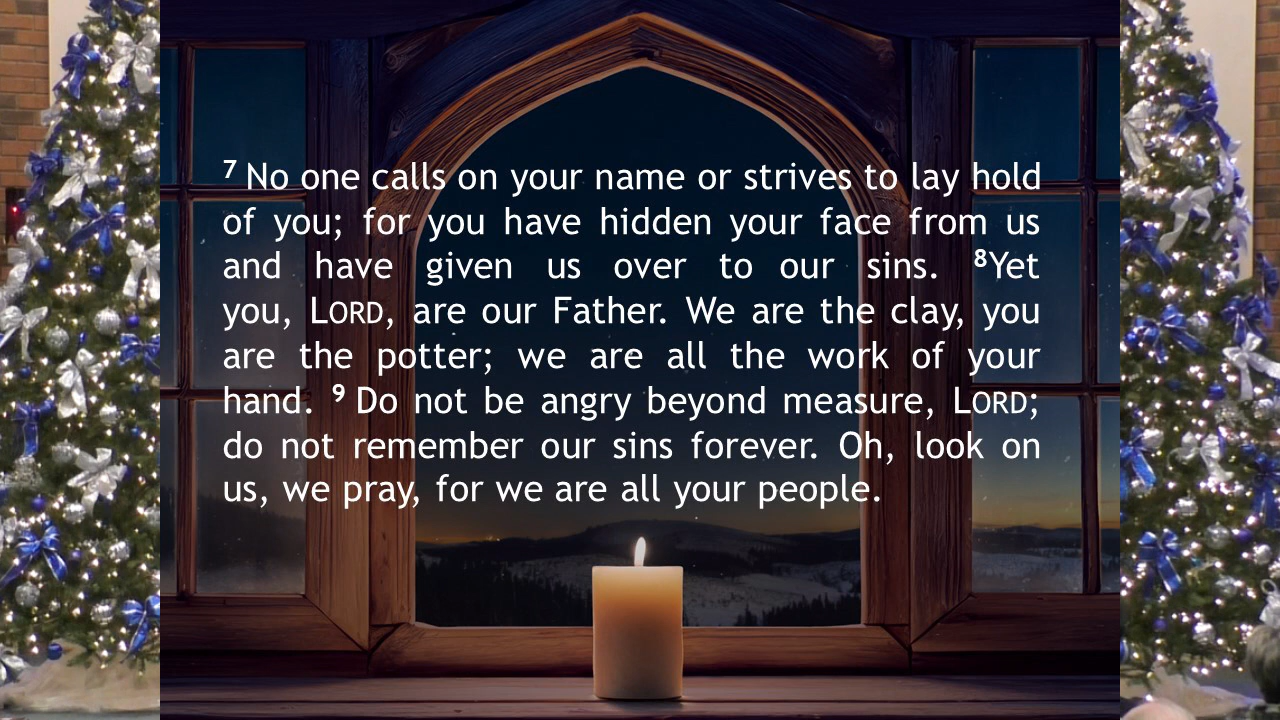 7 No one calls on your name or strives to lay hold
of you; for you have hidden your face from us
and have given us over to our sins. 8Yet
you, LORD, are our Father. We are the clay, you
are the potter; we are all the work of your
hand. 9 Do not be angry beyond measure, LORD;
do not remember our sins forever. Oh, look on
us, we pray, for we are all your people.